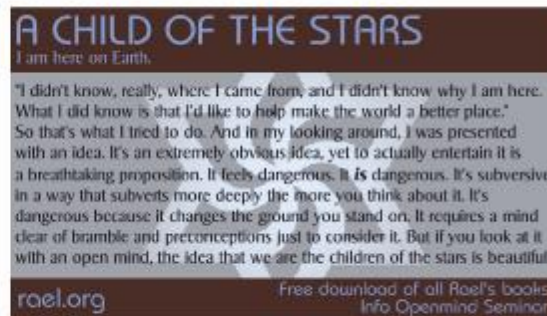 A CHILD OF THE STARS
I am here on Earth.
"I didn't know, really, where I came from, and I didn't know why I am here.
What I did know is that I'd like to help make the world a better place."
So that's what I tried to do. And in my looking around, I was presented
with an idea. It's an extremely obvious idea, yet to actually entertain it is
a breathtaking proposition. It feels dangerous. It is dangerous. It's subversive
in a way that subverts more deeply the more you think about it. It's
dangerous because it changes the ground you stand on. It requires a mind
clear of bramble and preconceptions just to consider it. But if you look at it
with an open mind, the idea that we are the children of the stars is beautiful
rael.org
Free download of all Rael's books
Info Openmind Seminar